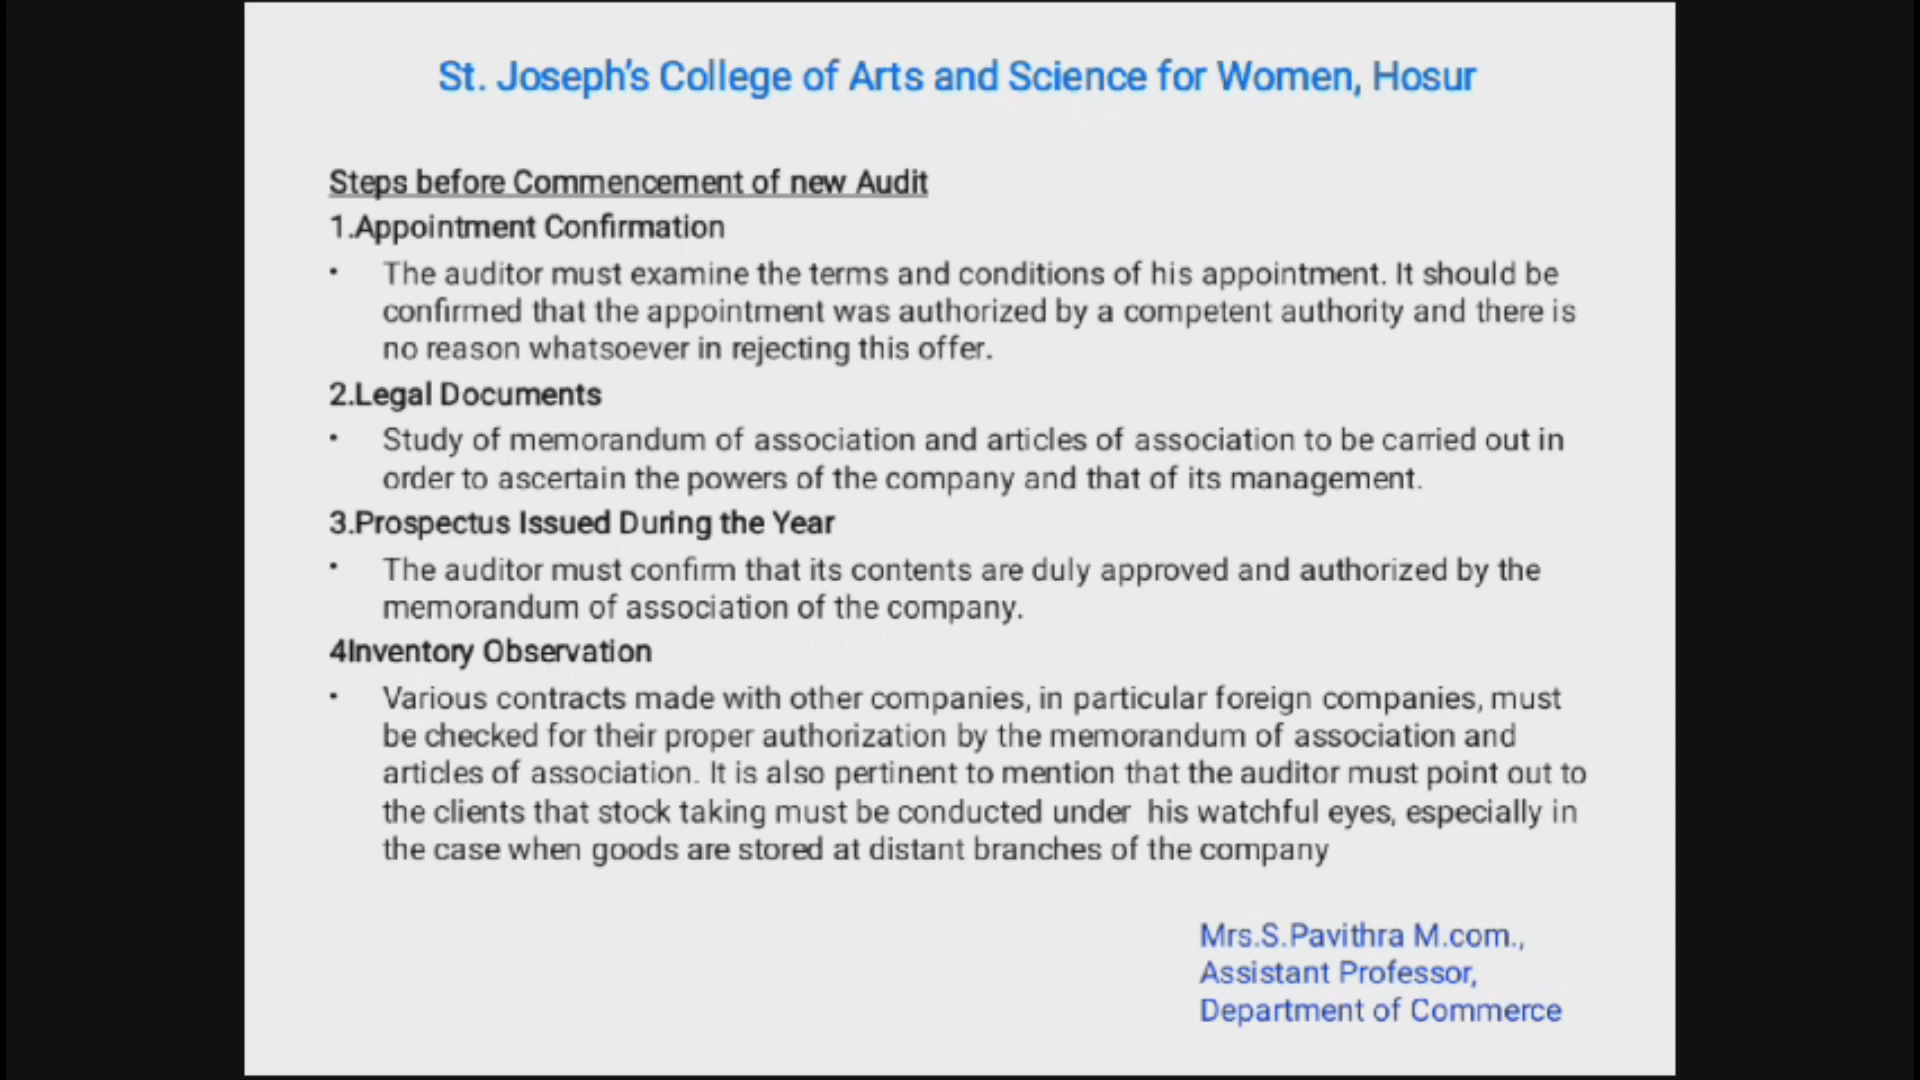 St. Joseph's College of Arts and Science for Women, Hosur
Steps before Commencement of new Audit
1.Appointment Confirmation
• The auditor must examine the terms and conditions of his appointment. It should be
confirmed that the appointment was authorized by a competent authority and there is
no reason whatsoever in rejecting this offer.
2.Legal Documents
• Study of memorandum of association and articles of association to be carried out in
order to ascertain the powers of the company and that of its management.
3.Prospectus Issued During the Year
• The auditor must confirm that its contents are duly approved and authorized by the
memorandum of association of the company.
4Inventory Observation
• Various contracts made with other companies, in particular foreign companies, must
be checked for their proper authorization by the memorandum of association and
articles of association. It is also pertinent to mention that the auditor must point out to
the clients that stock taking must be conducted under his watchful eyes, especially in
the case when goods are stored at distant branches of the company
Mrs.S.Pavithra M.com.,
Assistant Professor,
Department of Commerce